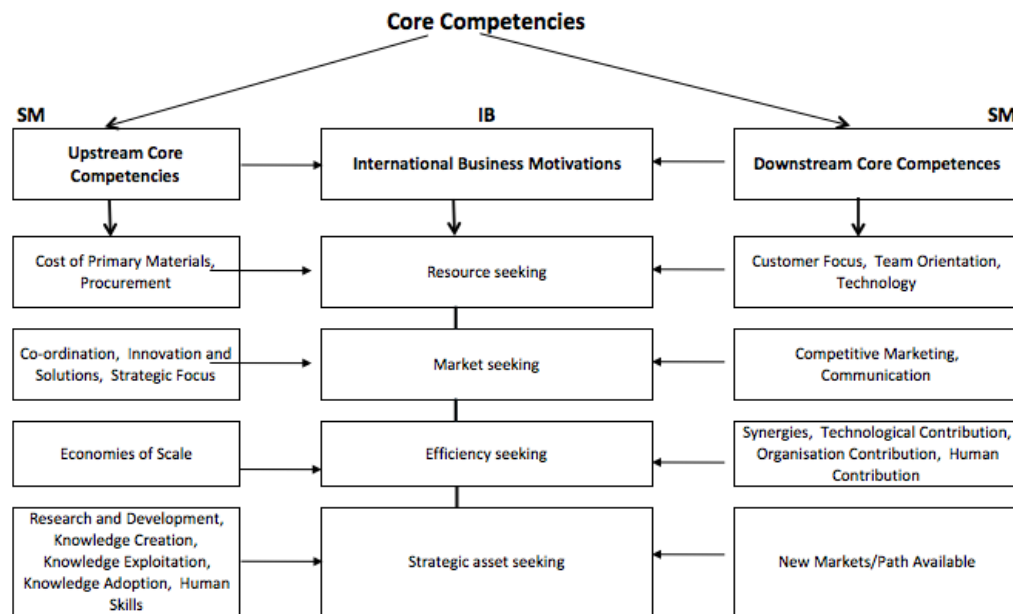 Core Competencies
SM
IB
SM
Upstream Core
Competencies
International Business Motivations
Downstream Core Competences
Cost of Primary Materials,
Procurement
Resource seeking
Customer Focus, Team Orientation,
Technology
Co-ordination, Innovation and
Solutions, Strategic Focus
Market seeking
Competitive Marketing,
Communication
Economies of Scale
Efficiency seeking
Synergies, Technological Contribution,
Organisation Contribution, Human
Contribution
Research and Development,
Knowledge Creation,
Knowledge Exploitation,
Knowledge Adoption, Human
Skills
Strategic asset seeking
New Markets/Path Available